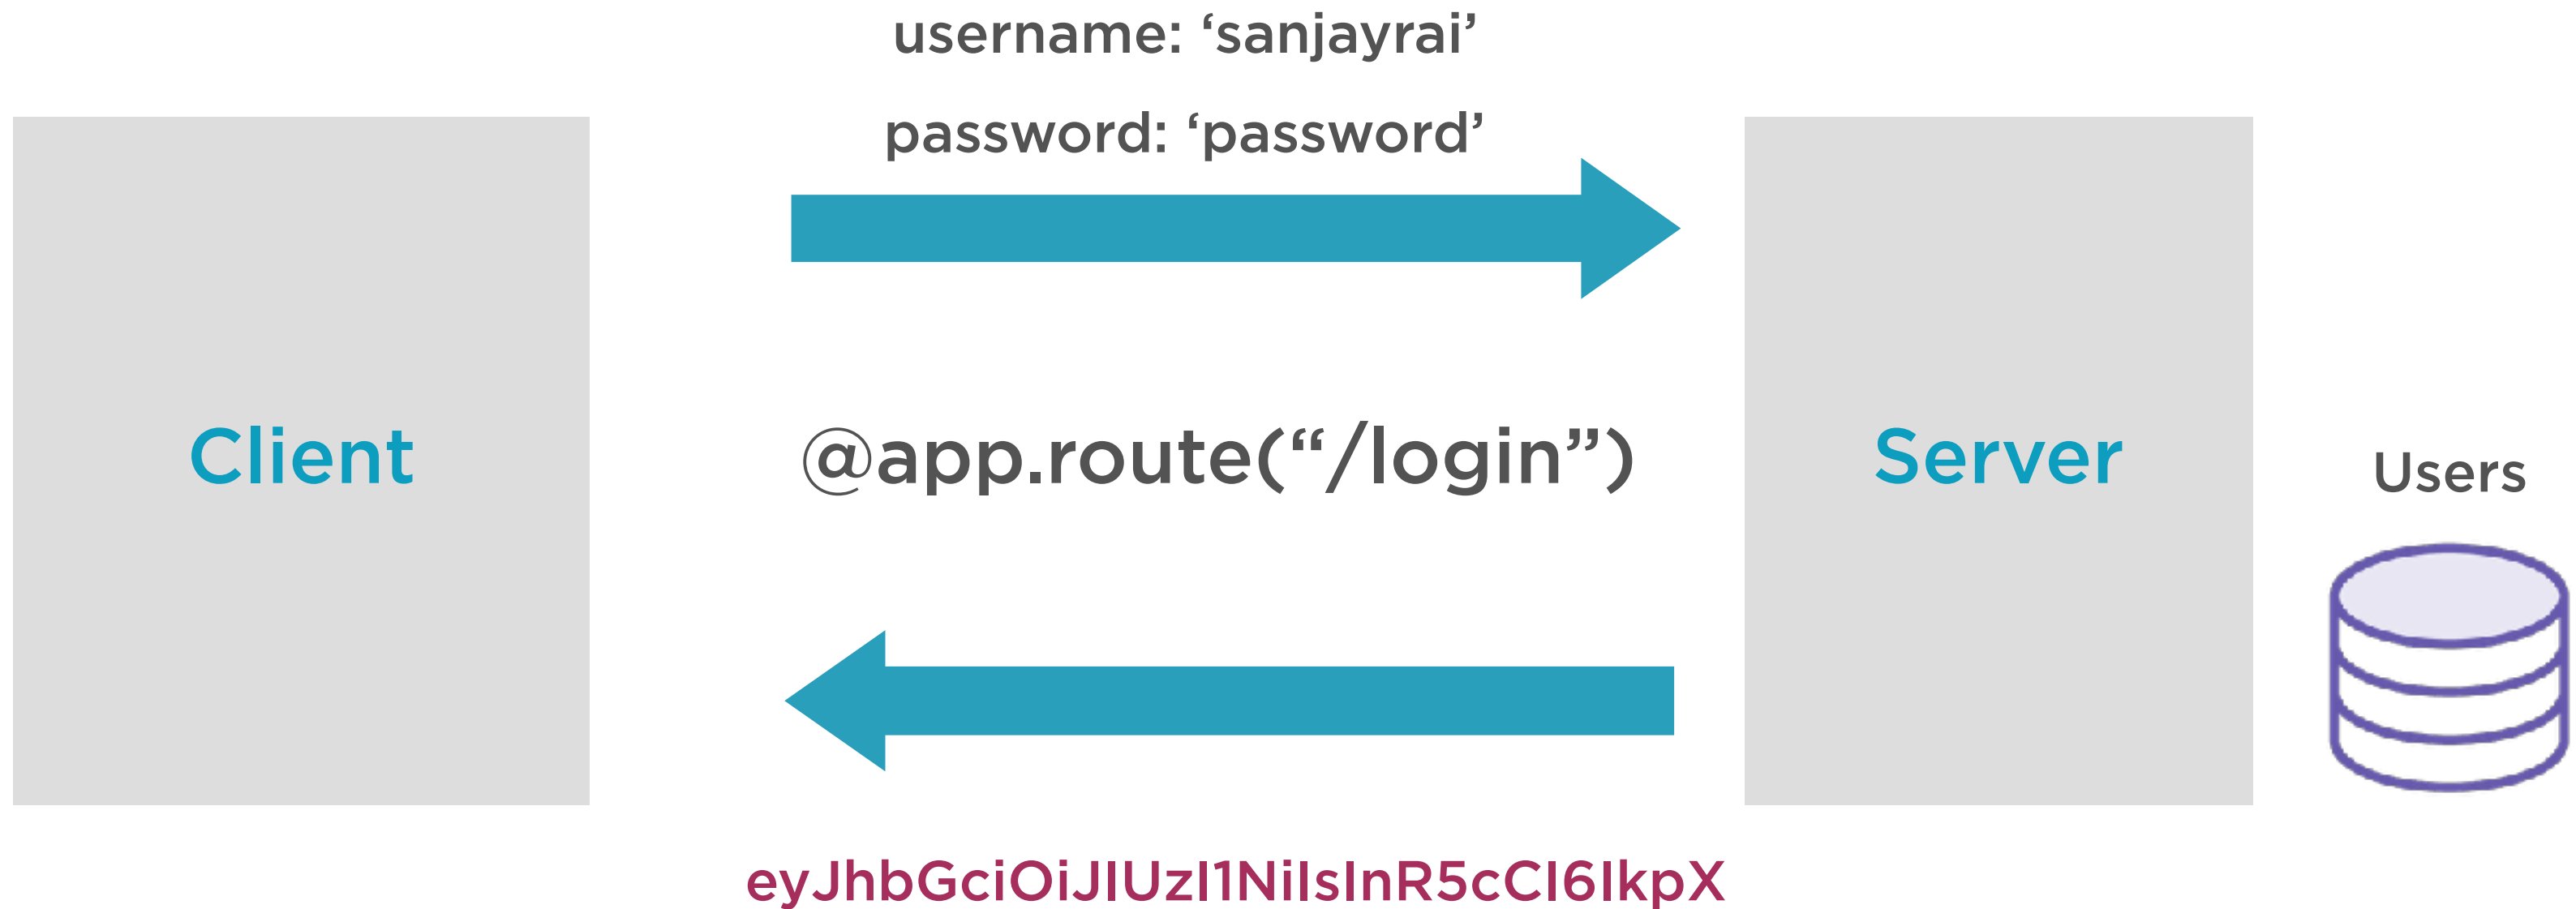 username: ‘sanjayrai’
password: ‘password’
Client
@app.route(“/login”)
Server
Users
eyJhbGciOiJIUzI1NiIsInR5cCI6IkpX